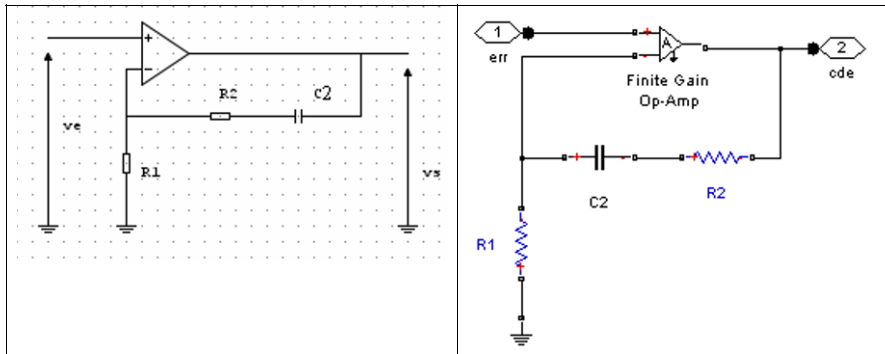 +
−
R2
C2
ve
R1
vs
1
err
+
-
A
Finite Gain
Op-Amp
2
cde
+
-
C2
+
-
R2
R1
+